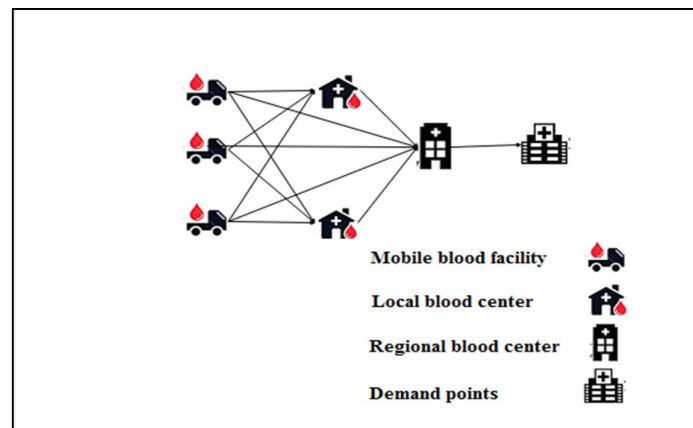 Mobile blood facility
Local blood center
Regional blood center
Demand points